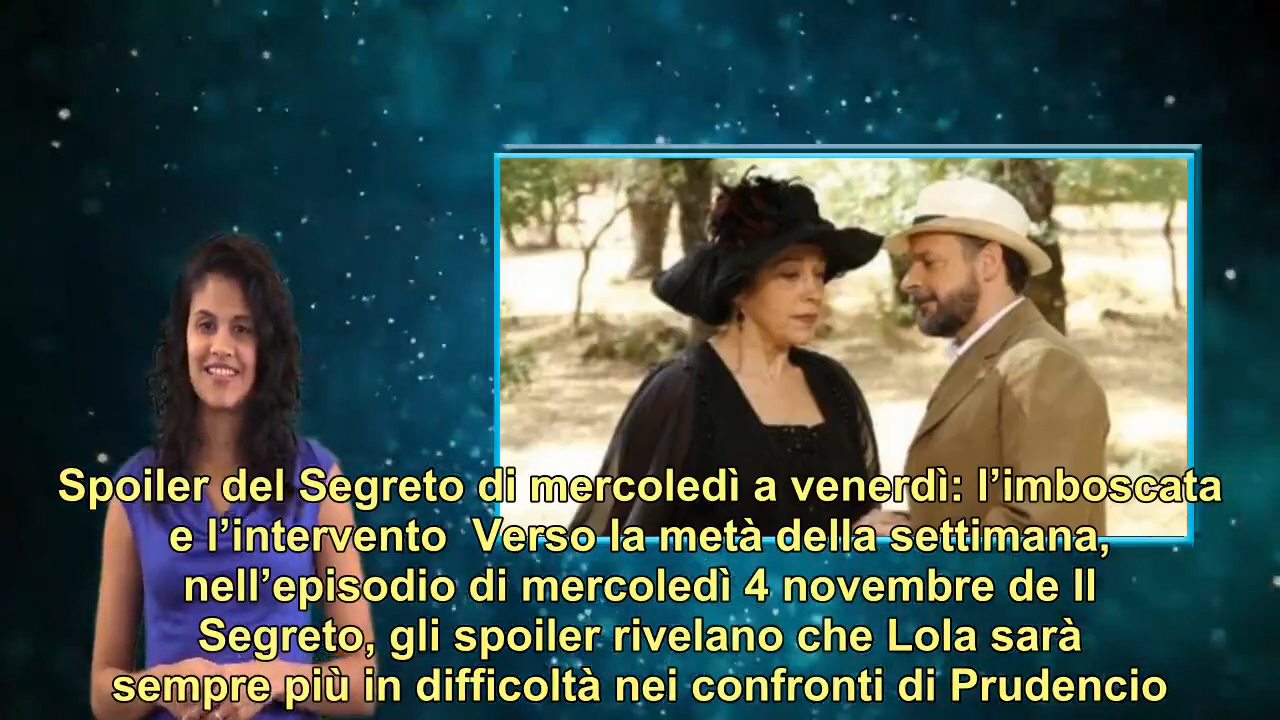 Spoiler del Segreto di mercoledì a venerdì: l’imboscata
e l’intervento  Verso la metà della settimana,
nell’episodio di mercoledì 4 novembre de Il
Segreto, gli spoiler rivelano che Lola sarà
sempre più in difficoltà nei confronti di Prudencio